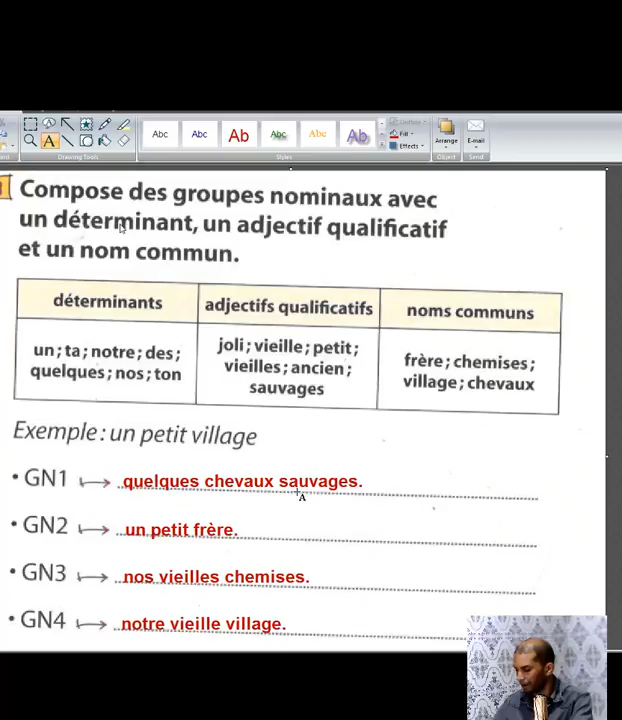 Abc Abc Abc Abc Abc Abc
Fill
Effects
Arrange
E-mail
Drawing Tools
Styles
Object
Send
Compose des groupes nominaux avec
un déterminant, un adjectif qualificatif
et un nom commun.
déterminants
adjectifs qualificatifs
noms communs
un ; ta ; notre ; des ;
quelques ; nos ; ton
joli ; vieille ; petit ;
vieilles ; ancien ;
sauvages
frère ; chemises ;
village ; chevaux
Exemple : un petit village
• GN1 quelques chevaux sauvages.
• GN2 un petit frère.
• GN3 nos vieilles chemises.
• GN4 notre vieille village.